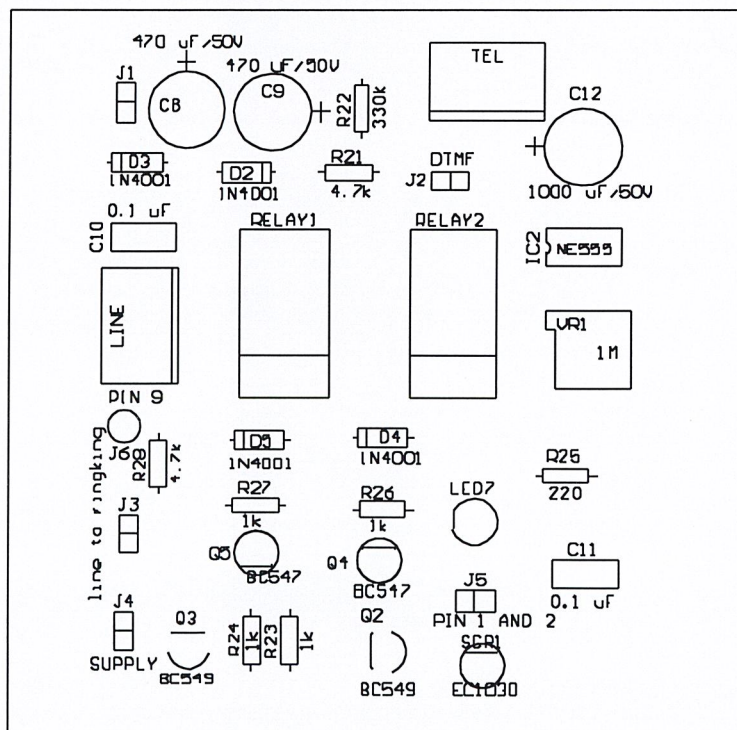 470 uF/50V
470 uF/50V
J1
C8
C9
R22
330k
TEL
C12
D3
1N4001
D2
1N4001
R21
4.7k
DTMF
J2
1000 uF/50V
0.1 uF
C10
RELAY1
RELAY2
IC2
NE555
LINE
VR1
1M
PIN 9
J6
R28
4.7k
line to ringking
D5
1N4001
D4
1N4001
R25
220
R27
1k
R26
1k
LED7
J3
Q5
BC547
Q4
BC547
C11
0.1 uF
J5
PIN 1 AND 2
J4
SUPPLY
Q3
BC549
R24
1k
R23
1k
Q2
BC549
SCR1
EC1030